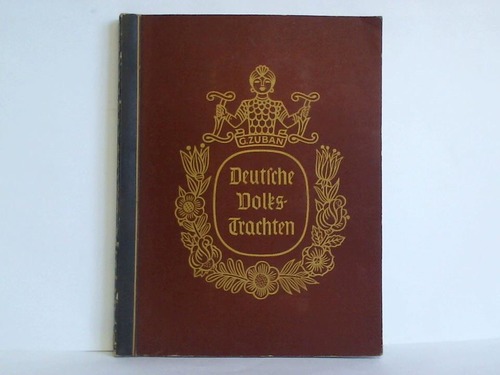 G.ZUBAN
Deutsche
Volks-
Trachten